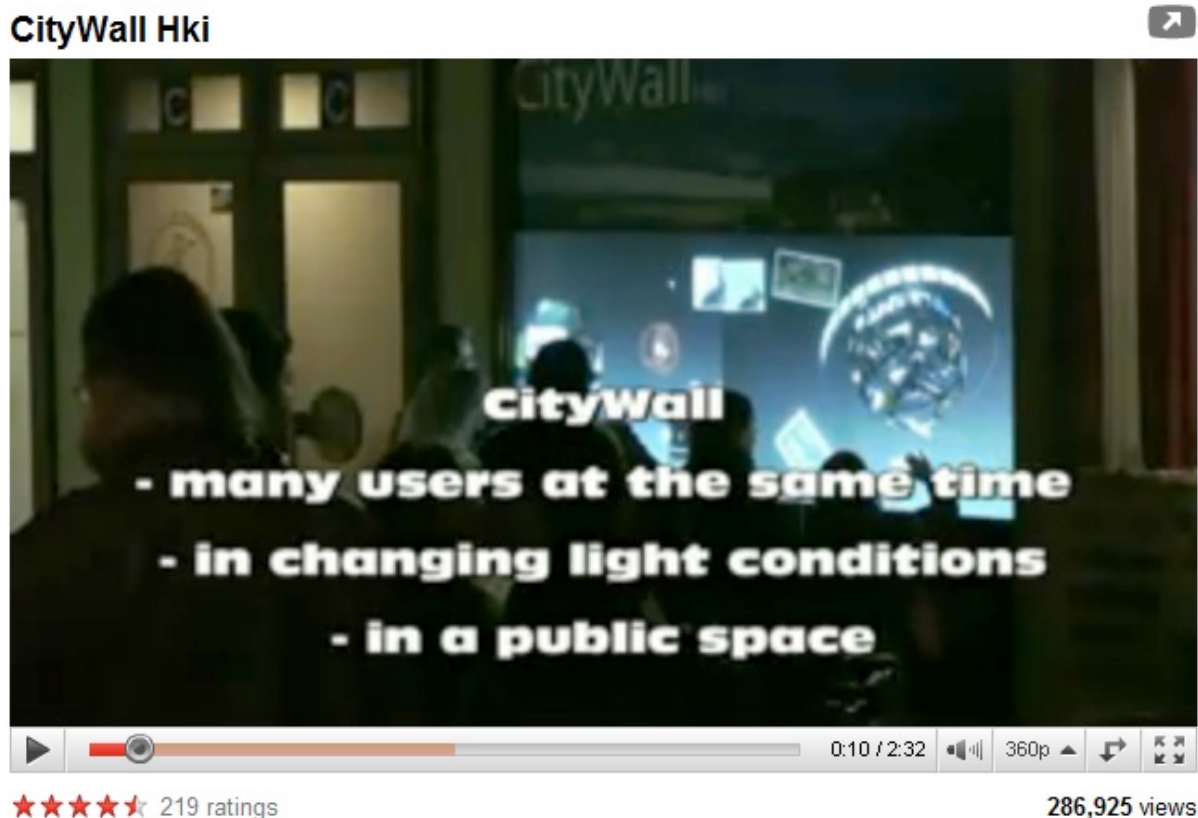 CityWall Hki
C C
CityWall
CityWall
- many users at the same time
- in changing light conditions
- in a public space
0:10 / 2:32 360p
219 ratings 286,925 views